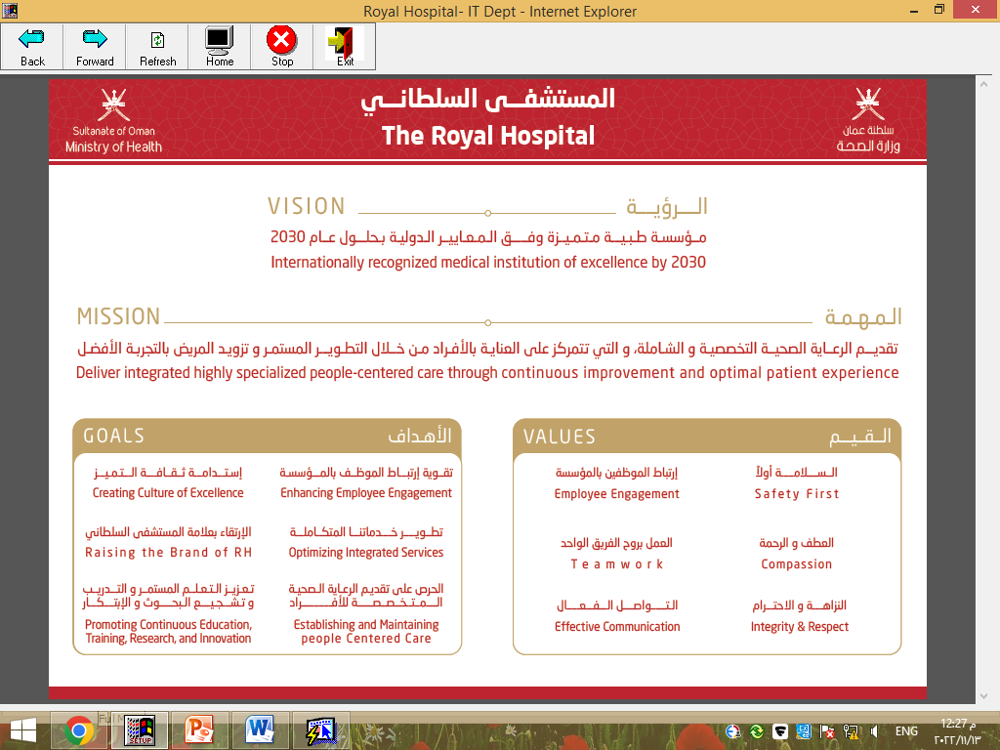 Royal Hospital- IT Dept - Internet Explorer
Back
Forward
Refresh
Home
Stop
Exit
Sultanate of Oman
Ministry of Health
المستشفى السلطاني
The Royal Hospital
سلطنة عمان
وزارة الصحة
VISION
الرؤية
مؤسسة طبية متميزة وفق المعايير الدولية بحلول عام 2030
Internationally recognized medical institution of excellence by 2030
MISSION
المهمة
تقديم الرعاية الصحية التخصصية و الشاملة، و التي تتمركز على العناية بالأفراد من خلال التطوير المستمر و تزويد المريض بالتجربة الأفضل
Deliver integrated highly specialized people-centered care through continuous improvement and optimal patient experience
GOALS
الأهداف
إستدامة ثقافة التميز
Creating Culture of Excellence
تقوية إرتباط الموظف بالمؤسسة
Enhancing Employee Engagement
الإرتقاء بعلامة المستشفى السلطاني
Raising the Brand of RH
تطوير خدماتنا المتكاملة
Optimizing Integrated Services
تعزيز التعلم المستمر و التدريب
و تشجيع البحوث و الإبتكار
Promoting Continuous Education,
Training, Research, and Innovation
الحرص على تقديم الرعاية الصحية
المتخصصة للأفراد
Establishing and Maintaining
people Centered Care
VALUES
القيم
إرتباط الموظفين بالمؤسسة
Employee Engagement
السلامة أولاً
Safety First
العمل بروح الفريق الواحد
Teamwork
العطف و الرحمة
Compassion
التواصل الفعال
Effective Communication
النزاهة و الاحترام
Integrity & Respect
SETUP
ENG
12:27 م
٢٠٢٢/١١/١٣